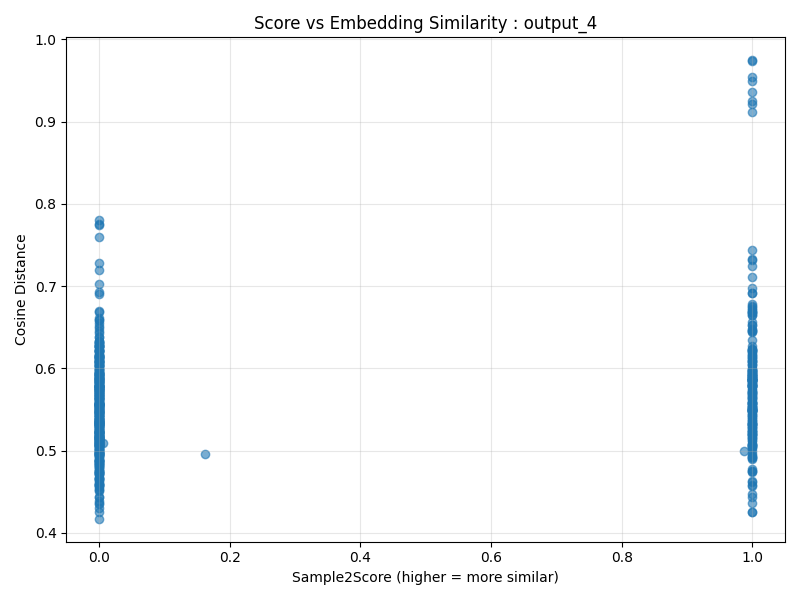 Score vs Embedding Similarity : output_4
Cosine Distance
1.0
0.9
0.8
0.7
0.6
0.5
0.4
0.0 0.2 0.4 0.6 0.8 1.0
Sample2Score (higher = more similar)